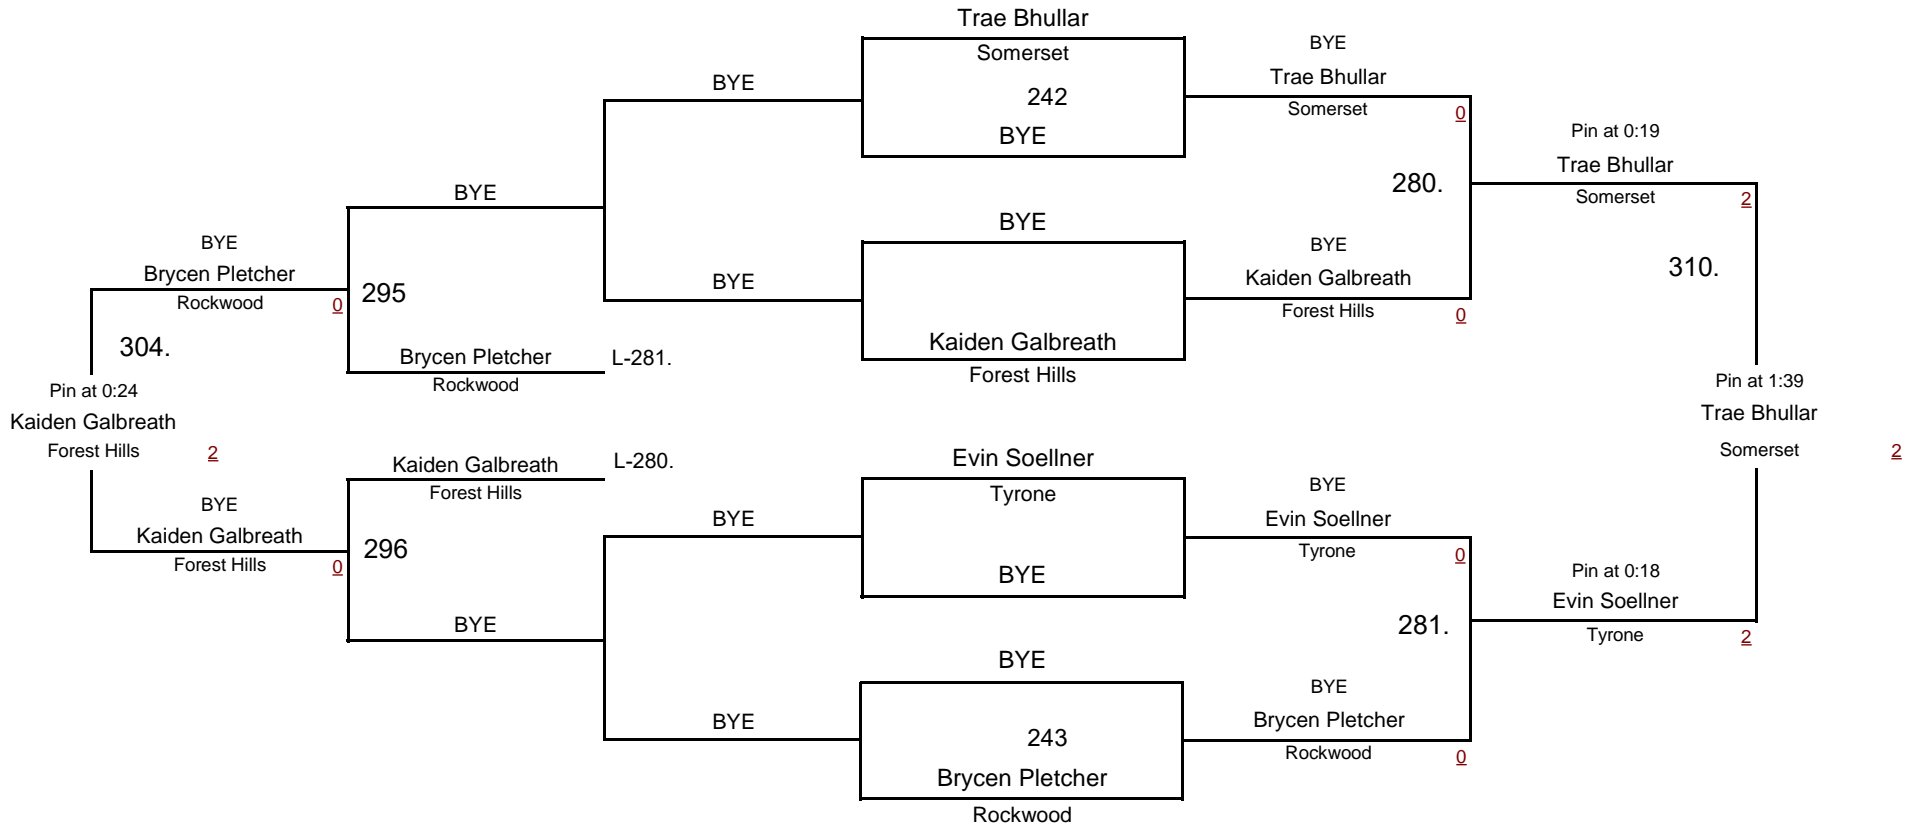 Trae Bhullar
Somerset
242
BYE
BYE
Kaiden Galbreath
Forest Hills
Evin Soellner
Tyrone
BYE
BYE
243
Brycen Pletcher
Rockwood
BYE
Trae Bhullar
Somerset
0
280.
BYE
Kaiden Galbreath
Forest Hills
0
BYE
Evin Soellner
Tyrone
0
281.
BYE
Brycen Pletcher
Rockwood
0
Pin at 0:19
Trae Bhullar
Somerset
2
310.
Pin at 0:18
Evin Soellner
Tyrone
2
Pin at 1:39
Trae Bhullar
Somerset
2
BYE
BYE
BYE
BYE
BYE
BYE
Brycen Pletcher
L-281.
Rockwood
295
Kaiden Galbreath
L-280.
Forest Hills
296
BYE
Brycen Pletcher
Rockwood
0
304.
BYE
Kaiden Galbreath
Forest Hills
0
Pin at 0:24
Kaiden Galbreath
Forest Hills
2